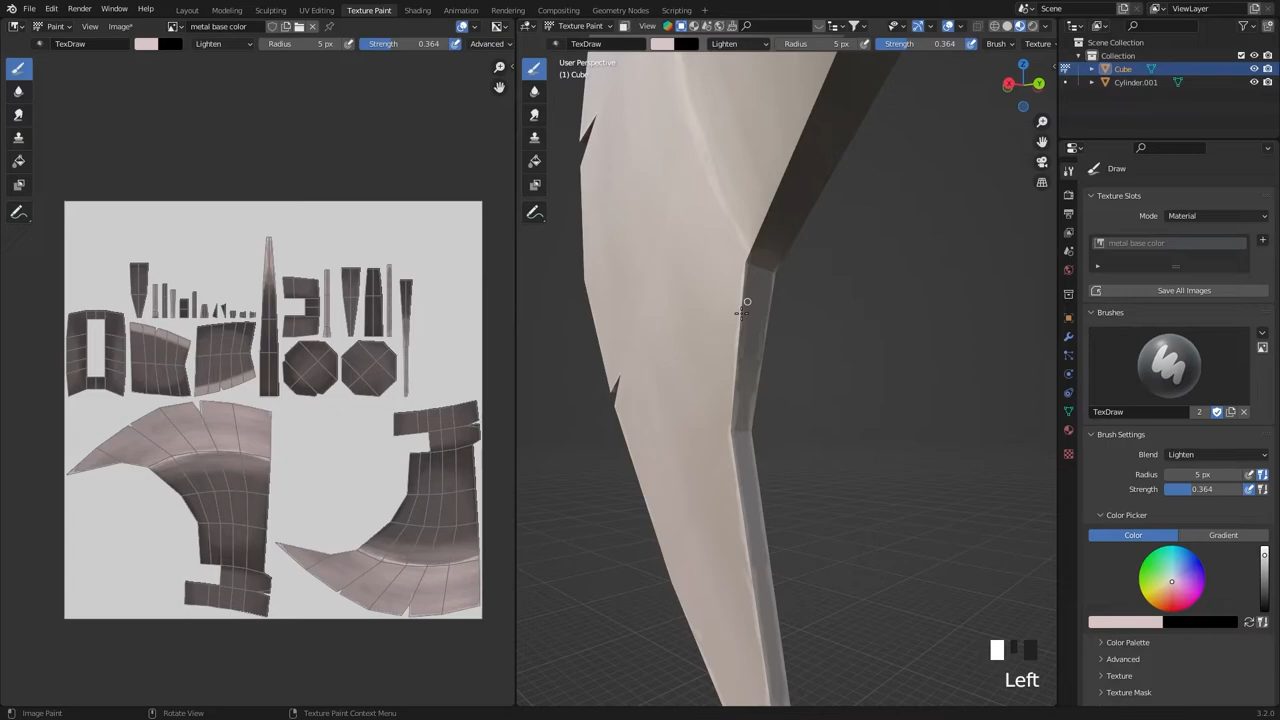 File Edit Render Window Help Layout Modeling Sculpting UV Editing Texture Paint Shading Animation Rendering Compositing Geometry Nodes Scripting Scene ViewLayer
Paint View Image* metal base color Texture Paint View
TexDraw Lighten Radius 5 px Strength 0.364 Advanced TexDraw Lighten Radius 5 px Strength 0.364 Brush Texture
Scene Collection
Collection
Cube
Cylinder.001
User Perspective
(1) Cube
Draw
Texture Slots
Mode Material
metal base color
Save All Images
Brushes
TexDraw 2
Brush Settings
Blend Lighten
Radius 5 px
Strength 0.364
Color Picker
Color Gradient
Color Palette
Advanced
Texture
Texture Mask
Left
Image Paint Rotate View Texture Paint Context Menu 3.2.0